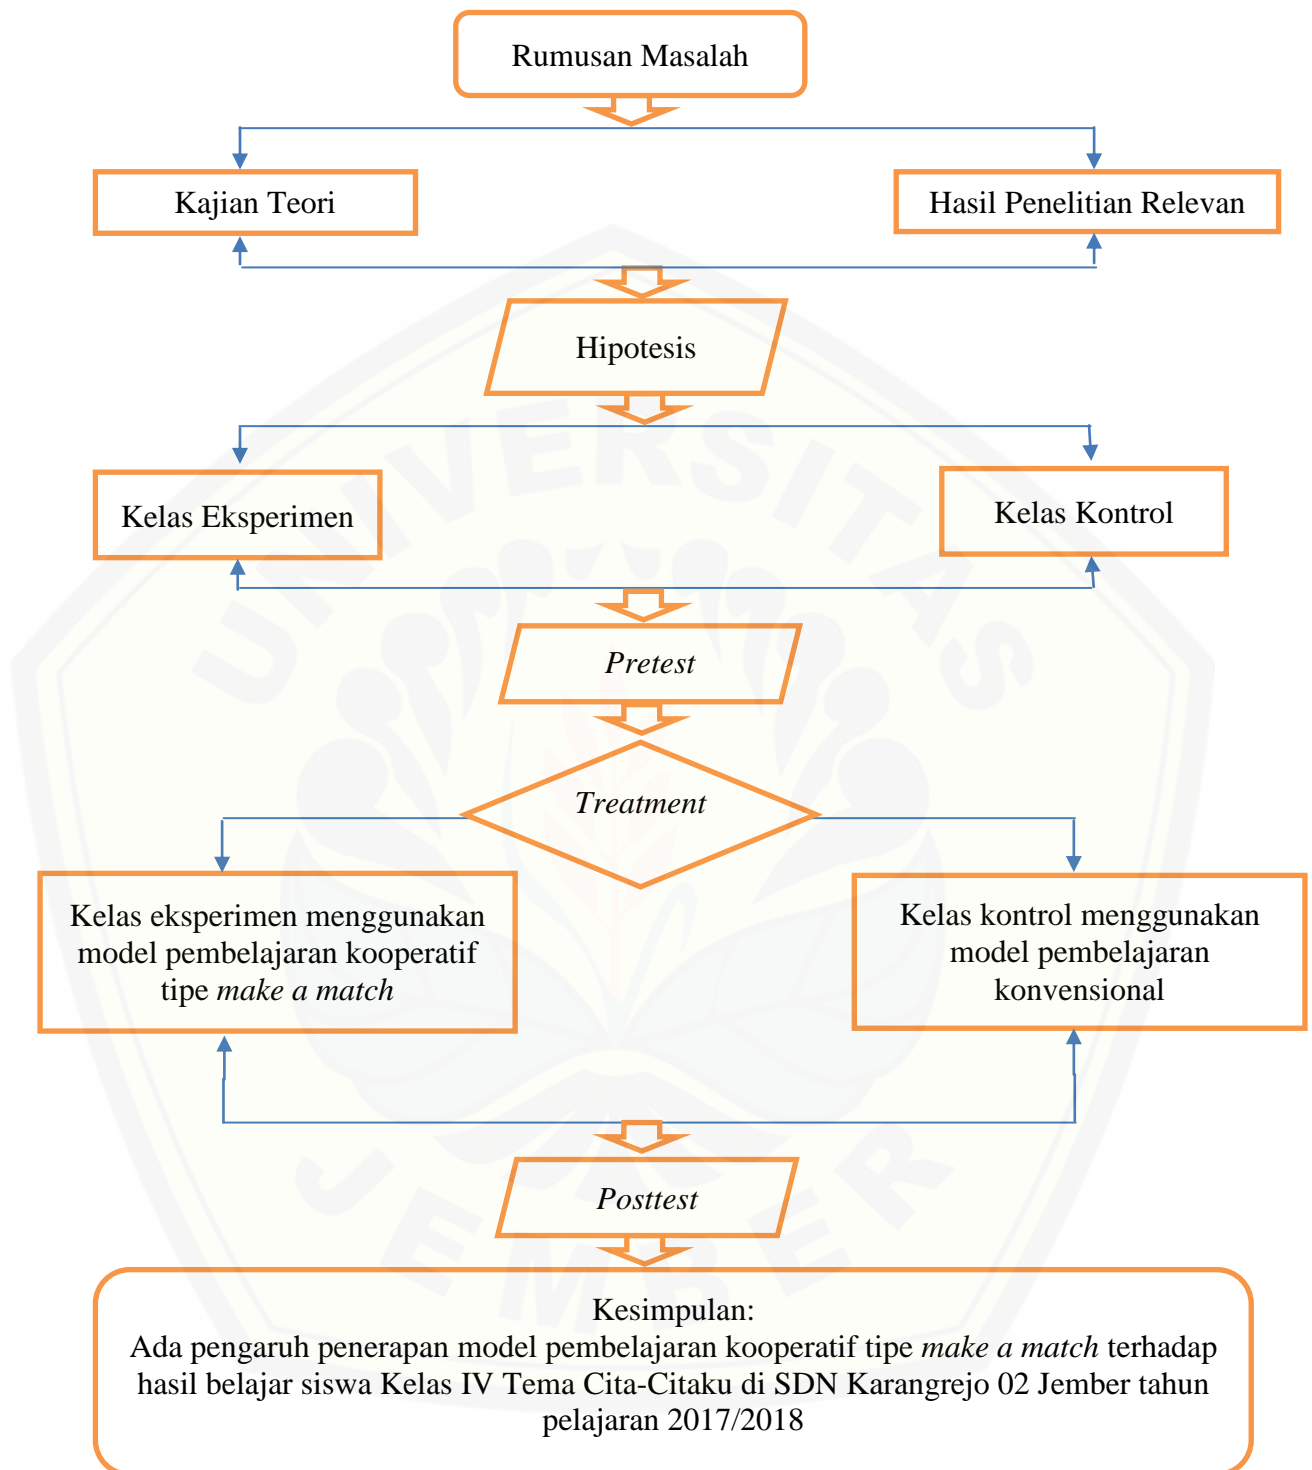 Rumusan Masalah
Kajian Teori
Hasil Penelitian Relevan
Hipotesis
Kelas Eksperimen
Kelas Kontrol
Pretest
Treatment
Kelas eksperimen menggunakan
model pembelajaran kooperatif
tipe make a match
Kelas kontrol menggunakan
model pembelajaran
konvensional
Posttest
Kesimpulan:
Ada pengaruh penerapan model pembelajaran kooperatif tipe make a match terhadap
hasil belajar siswa Kelas IV Tema Cita-Citaku di SDN Karangrejo 02 Jember tahun
pelajaran 2017/2018
UNIVERSITAS
JEMBER